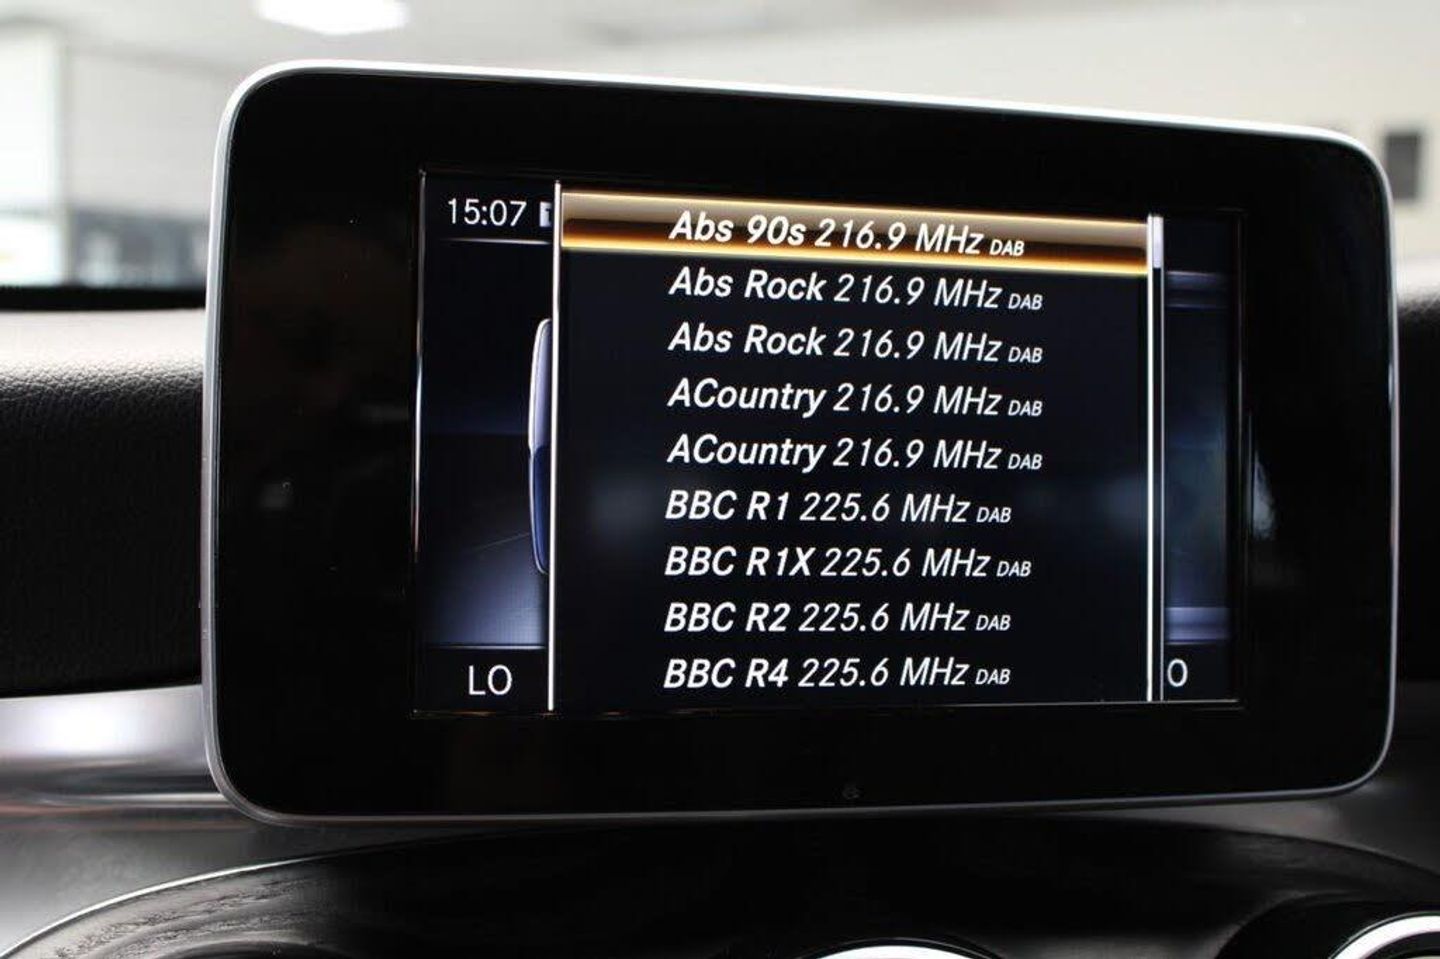 15:07
Abs 90s 216.9 MHz DAB
Abs Rock 216.9 MHz DAB
Abs Rock 216.9 MHz DAB
ACountry 216.9 MHz DAB
ACountry 216.9 MHz DAB
BBC R1 225.6 MHz DAB
BBC R1X 225.6 MHz DAB
BBC R2 225.6 MHz DAB
BBC R4 225.6 MHz DAB
LO
O